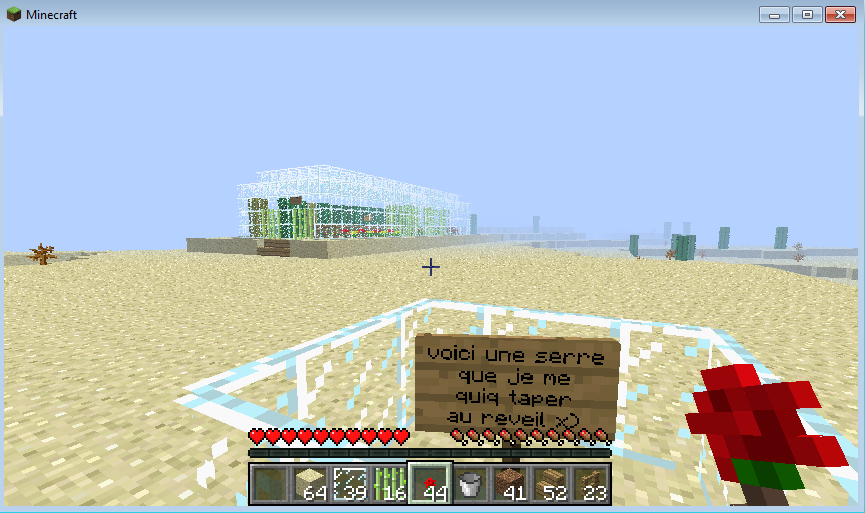 Minecraft
voici une serre
que je me
quiq taper
au reveil x)
64
39
16
44
41
52
23